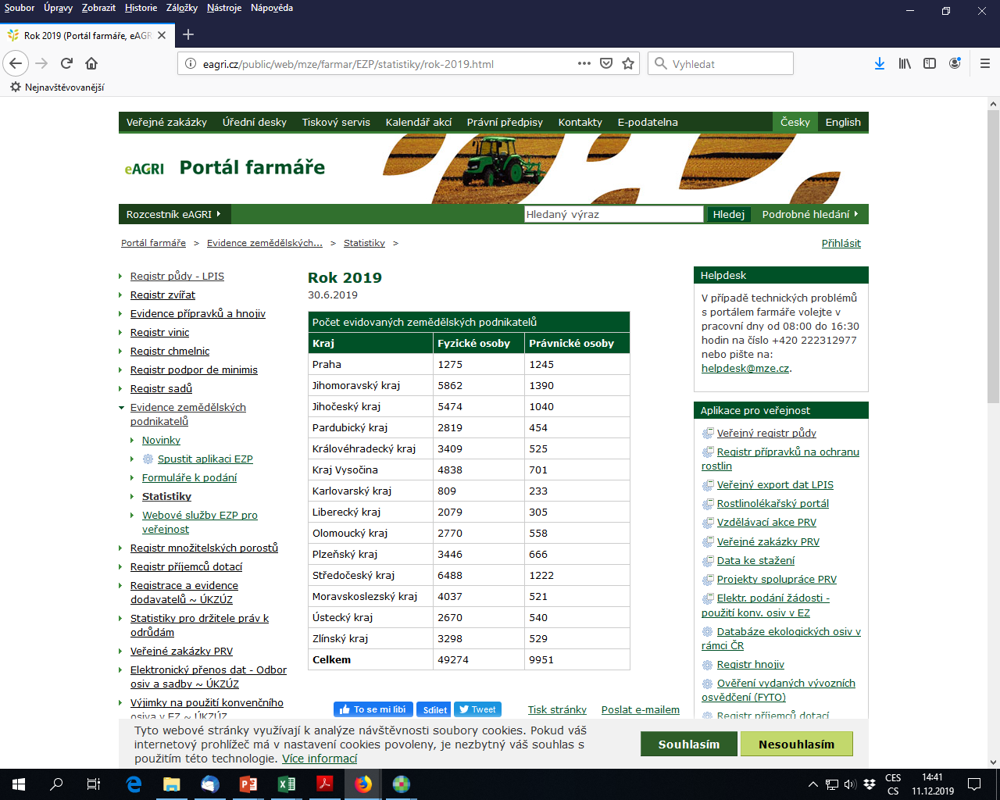 Soubor Úpravy Zobrazit Historie Záložky Nástroje Nápověda
Rok 2019 (Portál farmáře, eAGR
eagri.cz/public/web/mze/farmar/EZP/statistiky/rok-2019.html
Vyhledat
Nejnavštěvovanější
Veřejné zakázky Úřední desky Tiskový servis Kalendář akcí Právní předpisy Kontakty E-podatelna Česky English
eAGRI Portál farmáře
Rozcestník eAGRI Hledaný výraz Hledej Podrobné hledání
Portál farmáře > Evidence zemědělských... > Statistiky > Přihlásit
Registr půdy - LPIS
Registr zvířat
Evidence přípravků a hnojiv
Registr vinic
Registr chmelnic
Registr podpor de minimis
Registr sadů
Evidence zemědělských
podnikatelů
Novinky
Spustit aplikaci EZP
Formuláře k podání
Statistiky
Webové služby EZP pro
veřejnost
Registr množitelských porostů
Registr příjemců dotací
Registrace a evidence
dodavatelů ~ ÚKZÚZ
Statistiky pro držitele práv k
odrůdám
Veřejné zakázky PRV
Elektronický přenos dat - Odbor
osiv a sadby ~ ÚKZÚZ
Výjimky na použití konvenčního
osiva v EZ ~ ÚKZÚZ
Rok 2019
30.6.2019
Počet evidovaných zemědělských podnikatelů
Kraj Fyzické osoby Právnické osoby
Praha 1275 1245
Jihomoravský kraj 5862 1390
Jihočeský kraj 5474 1040
Pardubický kraj 2819 454
Královéhradecký kraj 3409 525
Kraj Vysočina 4838 701
Karlovarský kraj 809 233
Liberecký kraj 2079 305
Olomoucký kraj 2770 558
Plzeňský kraj 3446 666
Středočeský kraj 6488 1222
Moravskoslezský kraj 4037 521
Ústecký kraj 2670 540
Zlínský kraj 3298 529
Celkem 49274 9951
To se mi líbí Sdílet Tweet Tisk stránky Poslat e-mailem
Helpdesk
V případě technických problémů
s portálem farmáře volejte v
pracovní dny od 08:00 do 16:30
hodin na číslo +420 222312977
nebo pište na:
helpdesk@mze.cz.
Aplikace pro veřejnost
Veřejný registr půdy
Registr přípravků na ochranu
rostlin
Veřejný export dat LPIS
Rostlinolékařský portál
Vzdělávací akce PRV
Veřejné zakázky PRV
Data ke stažení
Projekty spolupráce PRV
Elektr. podání žádosti -
použití konv. osiv v EZ
Databáze ekologických osiv v
rámci ČR
Registr hnojiv
Ověření vydaných vývozních
osvědčení (FYTO)
Registr příjemců dotací
Tyto webové stránky využívají k analýze návštěvnosti soubory cookies. Pokud váš
internetový prohlížeč má v nastavení cookies povoleny, je nezbytný váš souhlas s
použitím této technologie. Více informací
Souhlasím Nesouhlasím
CES
CS
14:41
11.12.2019